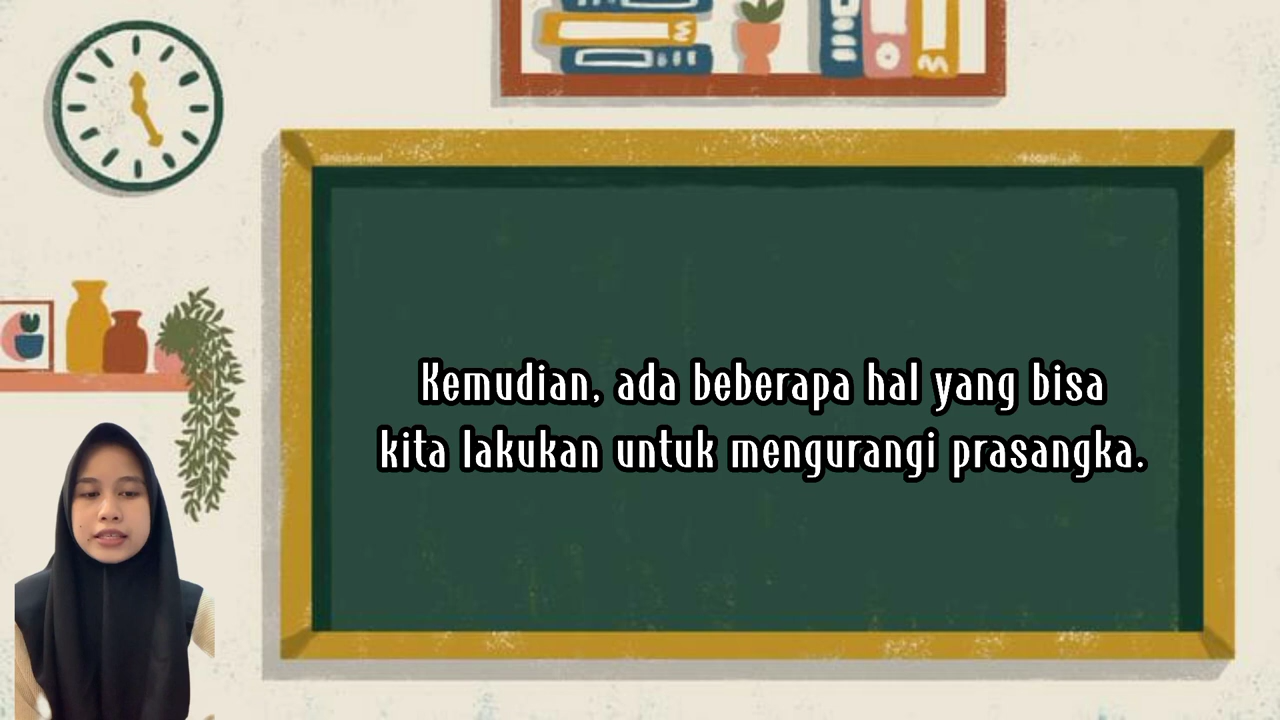 Kemudian, ada beberapa hal yang bisa
kita lakukan untuk mengurangi prasangka.